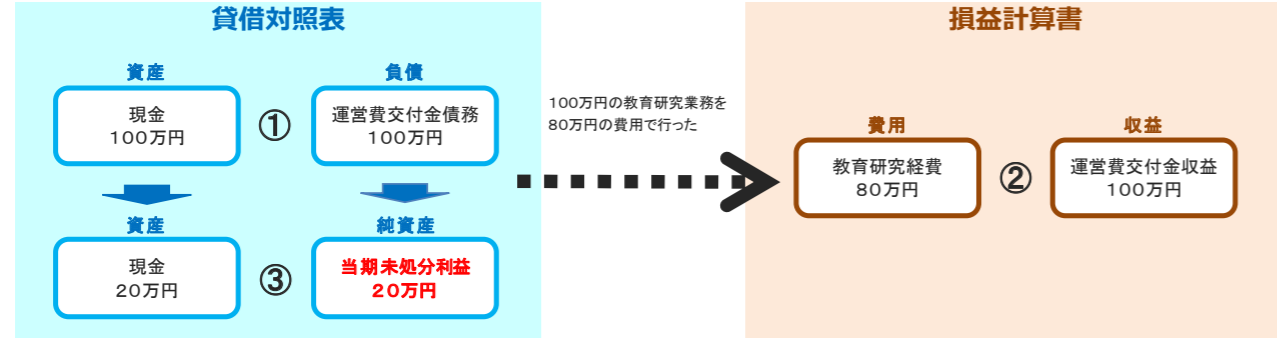 貸借対照表
資産
現金
100万円
①
負債
運営費交付金債務
100万円
資産
現金
20万円
③
純資産
当期未処分利益
20万円
100万円の教育研究業務を
80万円の費用で行った
損益計算書
費用
教育研究経費
80万円
②
収益
運営費交付金収益
100万円